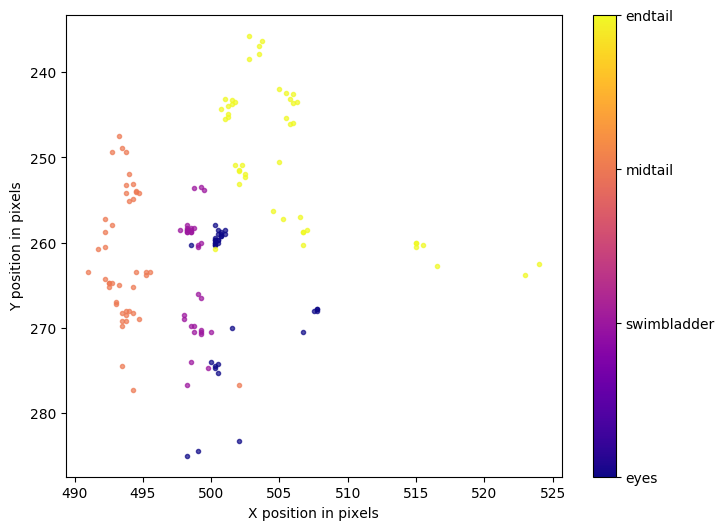 240
250
260
270
280
Y position in pixels
490
495
500
505
510
515
520
525
X position in pixels
endtail
midtail
swimbladder
eyes